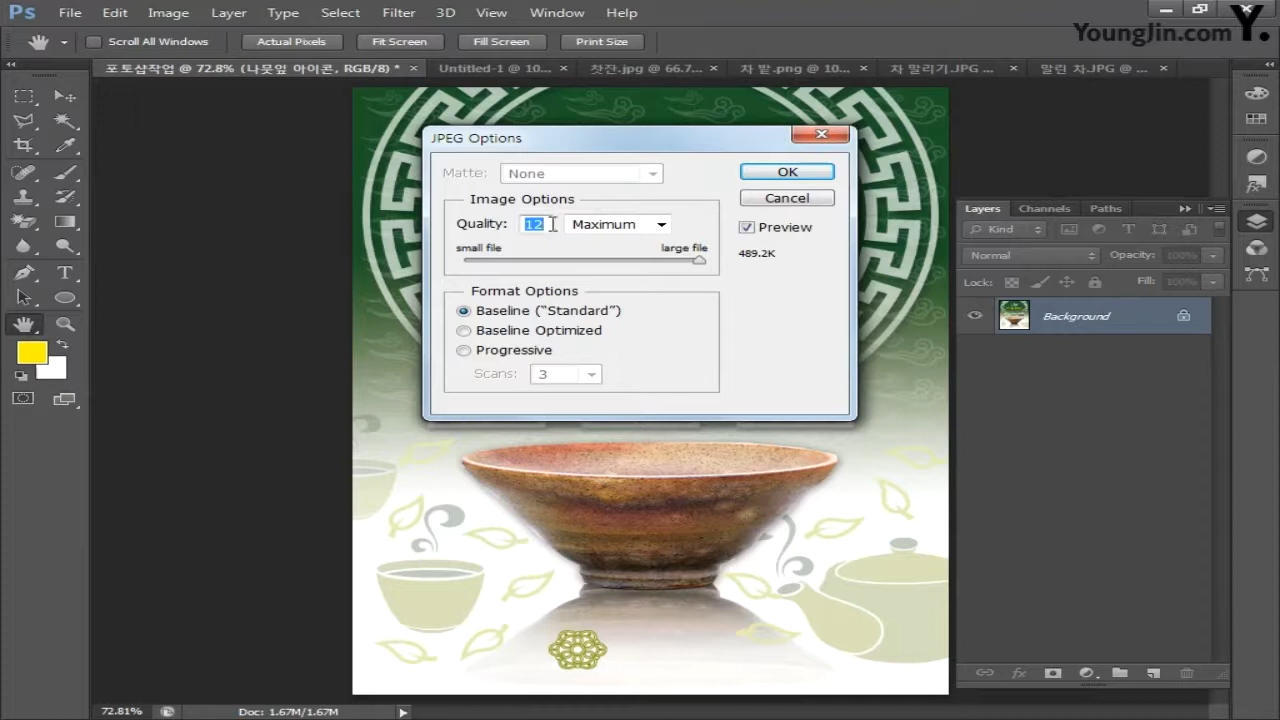 Ps File Edit Image Layer Type Select Filter 3D View Window Help
Scroll All Windows Actual Pixels Fit Screen Fill Screen Print Size
YoungJin.com Y.
포토샵작업 @ 72.8% (나뭇잎 아이콘, RGB/8) * Untitled-1 @ 10... 찻잔.jpg @ 66.7... 차 밭.png @ 10... 차 말리기.JPG ... 말린 차.JPG @ ...
JPEG Options
Matte: None
OK
Image Options
Cancel
Quality: 12 Maximum
Preview
small file large file
489.2K
Format Options
Baseline ("Standard")
Baseline Optimized
Progressive
Scans: 3
Layers Channels Paths
Kind
Normal Opacity: 100%
Lock: Fill: 100%
Background
72.81% Doc: 1.67M/1.67M